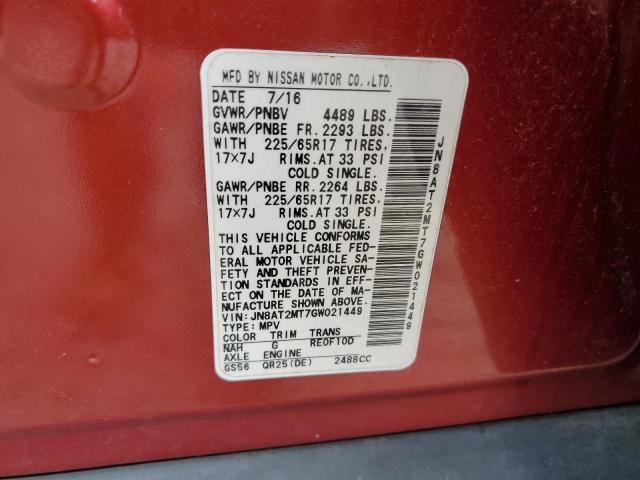 MFD BY NISSAN MOTOR CO.,LTD.
DATE 7/16
GVWR/PNBV 4489 LBS.
GAWR/PNBE FR. 2293 LBS.
WITH 225/65R17 TIRES,
17×7J RIMS.AT 33 PSI
COLD SINGLE.
GAWR/PNBE RR. 2264 LBS.
WITH 225/65R17 TIRES,
17×7J RIMS.AT 33 PSI
COLD SINGLE.
THIS VEHICLE CONFORMS
TO ALL APPLICABLE FED-
ERAL MOTOR VEHICLE SA-
FETY AND THEFT PREVEN-
TION STANDARDS IN EFF-
ECT ON THE DATE OF MA-
NUFACTURE SHOWN ABOVE.
VIN: JN8AT2MT7GW021449
TYPE: MPV
COLOR TRIM TRANS
NAH G RE0F10D
AXLE ENGINE
GS56 QR25(DE) 2488CC
JN8AT2MT7GW021449